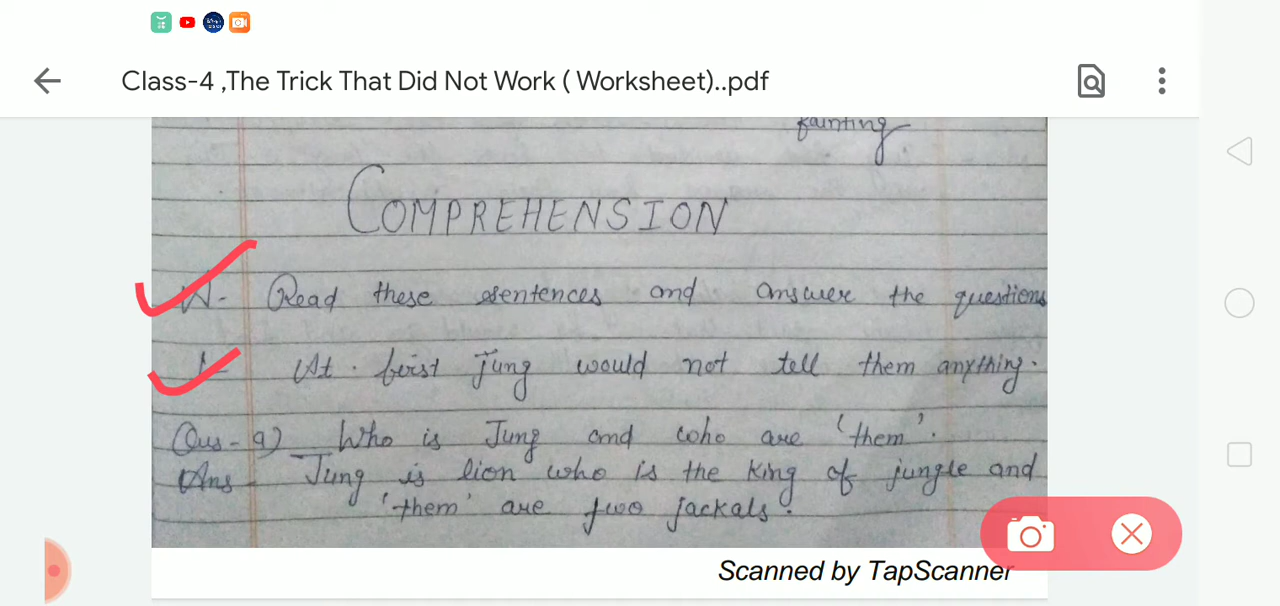 Class-4 ,The Trick That Did Not Work ( Worksheet)..pdf
fainting
COMPREHENSION
A- Read these sentences and answer the questions
1- At first Jung would not tell them anything.
Qus - a) Who is Jung and who are 'them'.
Ans - Jung is lion who is the king of jungle and
'them' are two jackals.
Scanned by TapScanner